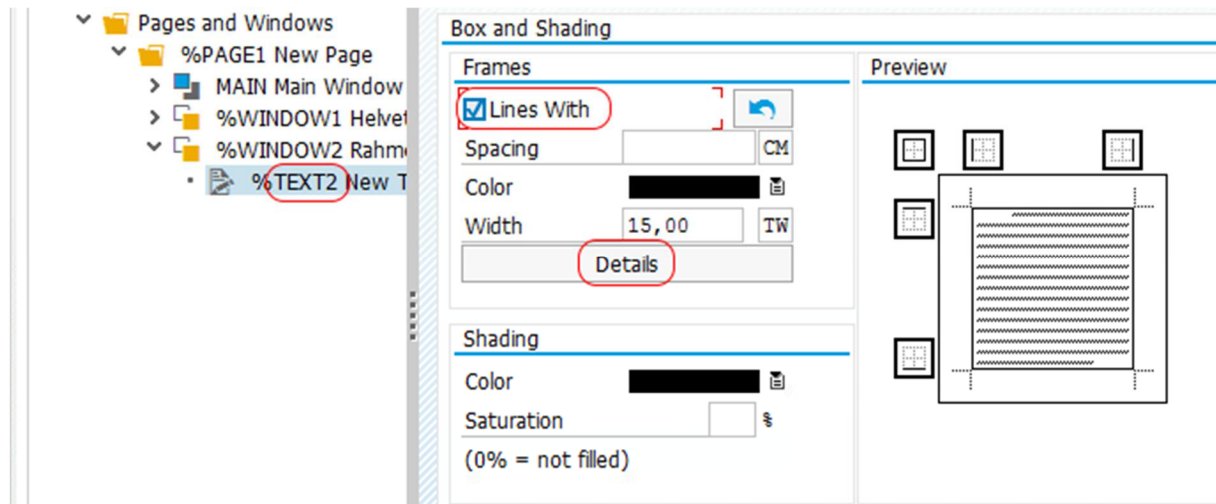 Pages and Windows
%PAGE1 New Page
MAIN Main Window
%WINDOW1 Helvet
%WINDOW2 Rahme
%TEXT2 New T
Box and Shading
Frames
Lines With
Spacing CM
Color
Width 15,00 TW
Details
Shading
Color
Saturation %
(0% = not filled)
Preview